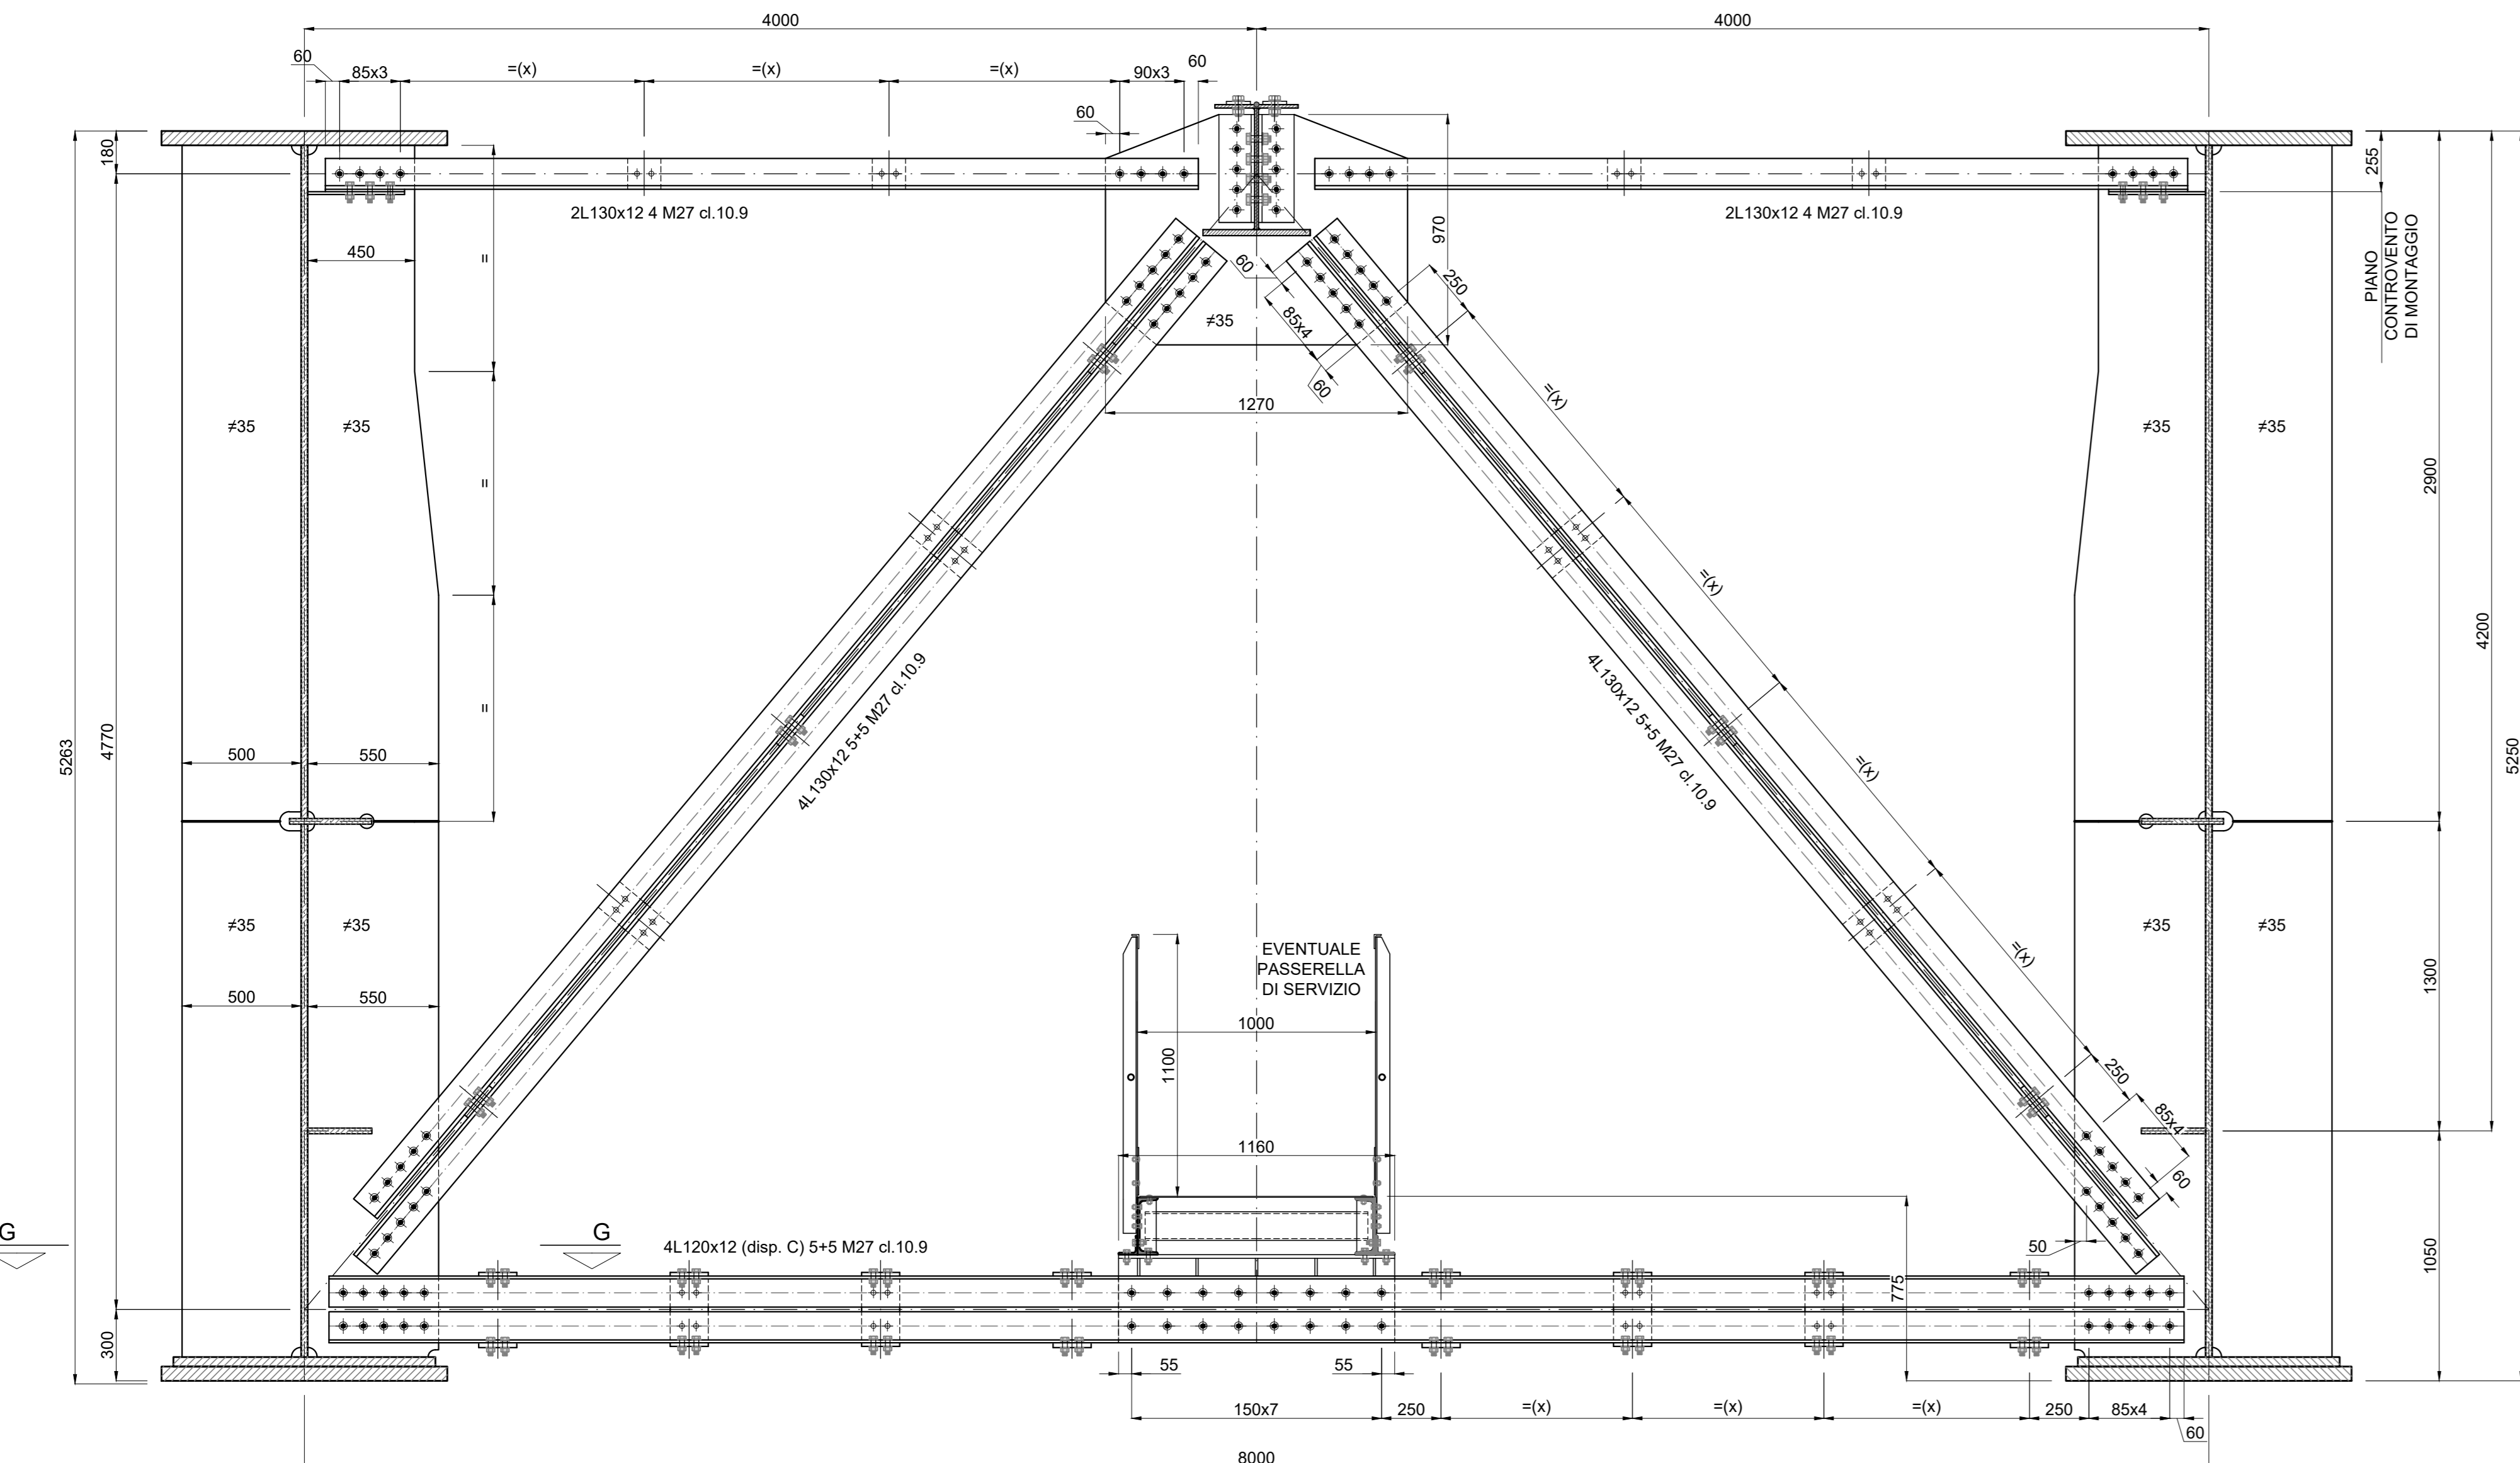 4000
4000
60
85x3
=(x)
=(x)
=(x)
90x3
60
60
180
255
2L130x12 4 M27 cl.10.9
2L130x12 4 M27 cl.10.9
970
PIANO
CONTROVENTO
DI MONTAGGIO
450
=
60
250
85x4
≠35
60
1270
=(x)
≠35
≠35
≠35
≠35
2900
=
=(x)
4200
4L130x12 5+5 M27 cl.10.9
4L130x12 5+5 M27 cl.10.9
=
5263
4770
500
550
=(x)
5250
≠35
≠35
≠35
≠35
EVENTUALE
PASSERELLA
DI SERVIZIO
=(x)
1300
500
550
1000
1100
250
85x4
1160
60
G
G
4L120x12 (disp. C) 5+5 M27 cl.10.9
50
1050
775
300
55
55
150x7
250
=(x)
=(x)
=(x)
250
85x4
60
8000